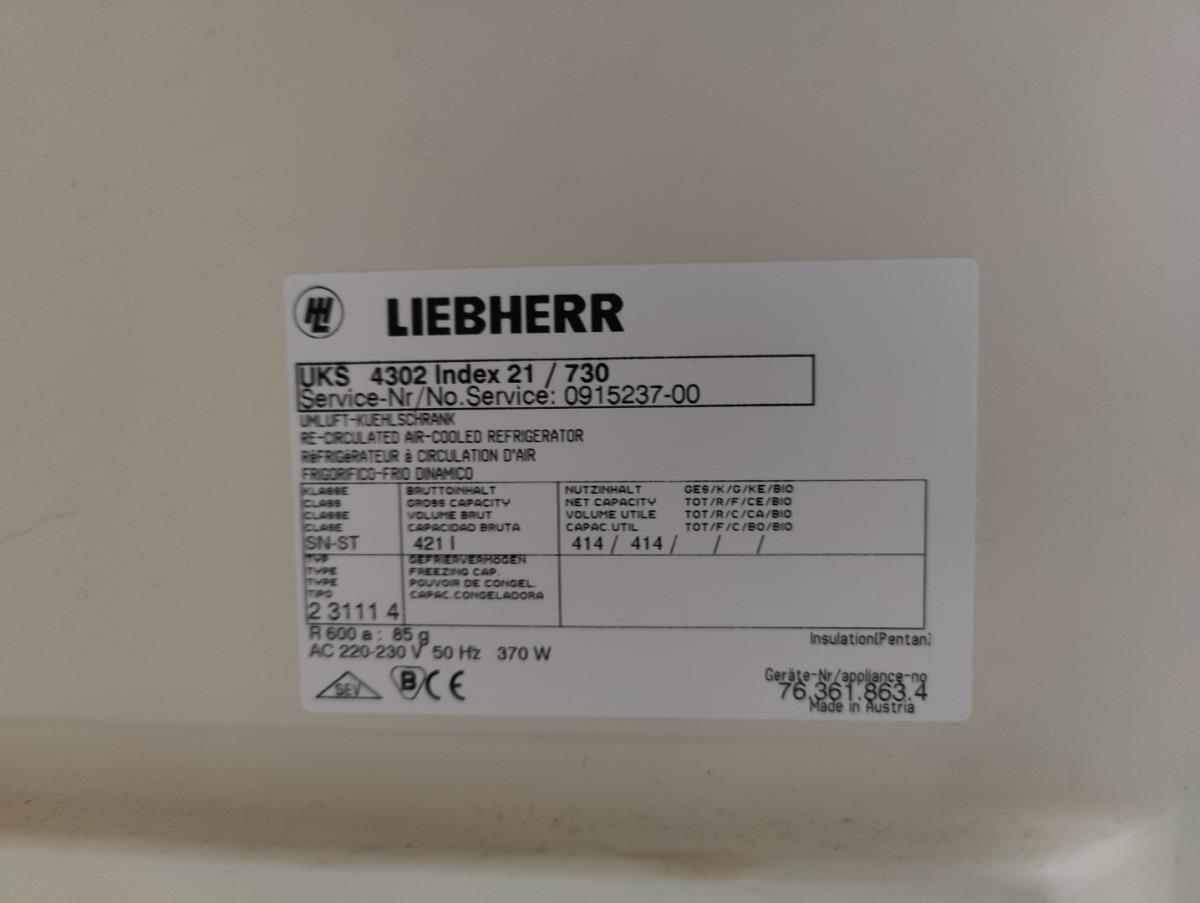 LIEBHERR
UKS 4302 Index 21 / 730
Service-Nr/No.Service: 0915237-00
UMLUFT-KUEHLSCHRANK
RE-CIRCULATED AIR-COOLED REFRIGERATOR
RéFRIGéRATEUR à CIRCULATION D'AIR
FRIGORIFICO-FRIO DINAMICO
KLASSE BRUTTOINHALT NUTZINHALT GES/K/G/KE/BIO
CLASS GROSS CAPACITY NET CAPACITY TOT/R/F/CE/BIO
CLASSE VOLUME BRUT VOLUME UTILE TOT/R/C/CA/BIO
CLASE CAPACIDAD BRUTA CAPAC.UTIL TOT/F/C/BO/BIO
SN-ST 421 l 414 / 414 / / /
TYP GEFRIERVERMOGEN
TYPE FREEZING CAP.
TYPE POUVOIR DE CONGEL.
TIPO CAPAC.CONGELADORA
2 3111 4
R 600 a : 85 g Insulation(Pentan)
AC 220-230 V 50 Hz 370 W
SEV B CE
Geräte-Nr/appliance-no
76.361.863.4
Made in Austria